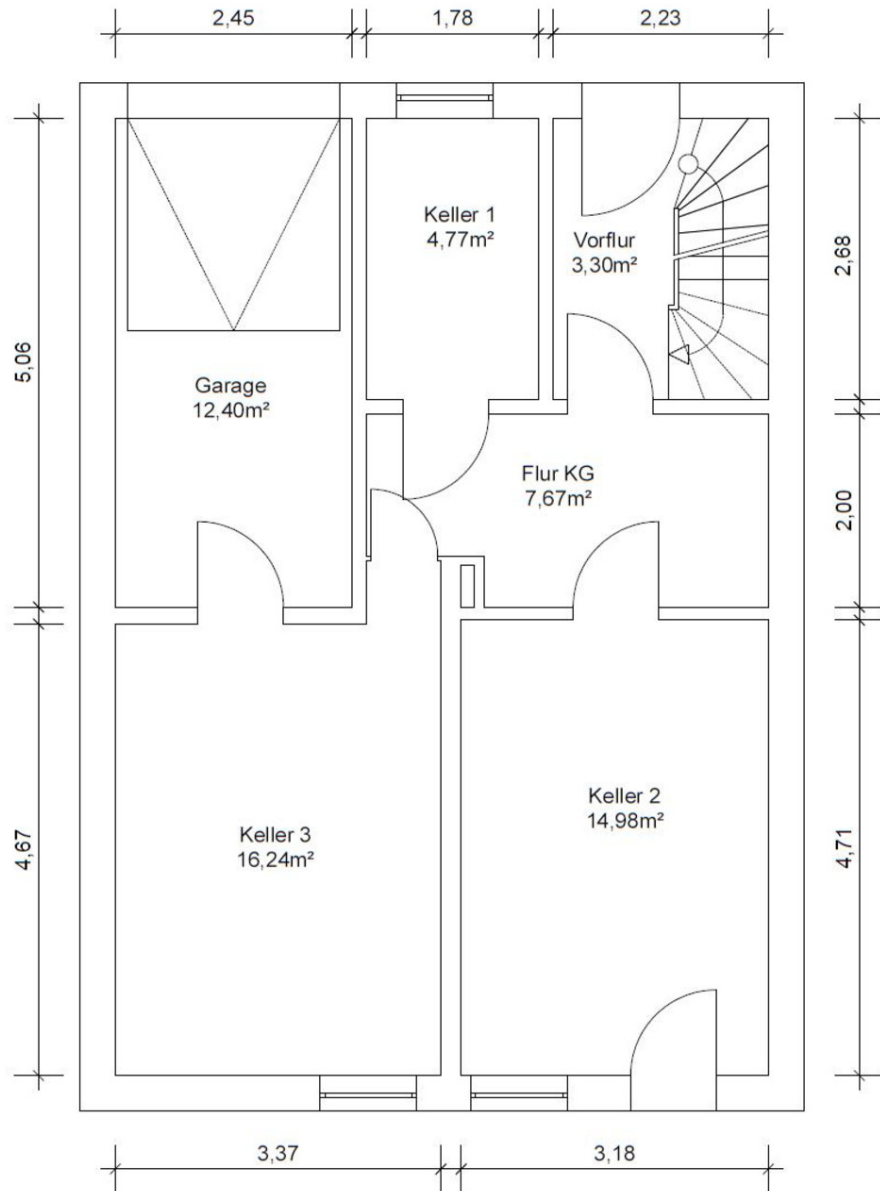 2,45
1,78
2,23
Keller 1
4,77m²
Vorflur
3,30m²
2,68
5,06
Garage
12,40m²
Flur KG
7,67m²
2,00
Keller 2
14,98m²
Keller 3
16,24m²
4,67
4,71
3,37
3,18